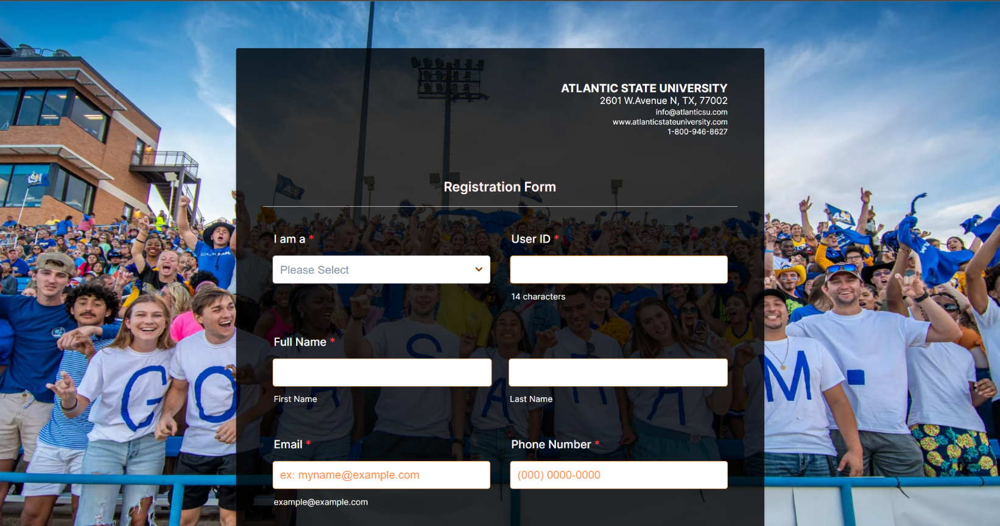 ATLANTIC STATE UNIVERSITY
2601 W.Avenue N, TX, 77002
info@atlanticsu.com
www.atlanticstateuniversity.com
1-800-946-8627
Registration Form
I am a *
User ID *
Please Select
14 characters
Full Name *
First Name
Last Name
Email *
Phone Number *
ex: myname@example.com
(000) 0000-0000
example@example.com
ASU
G O S A A M -